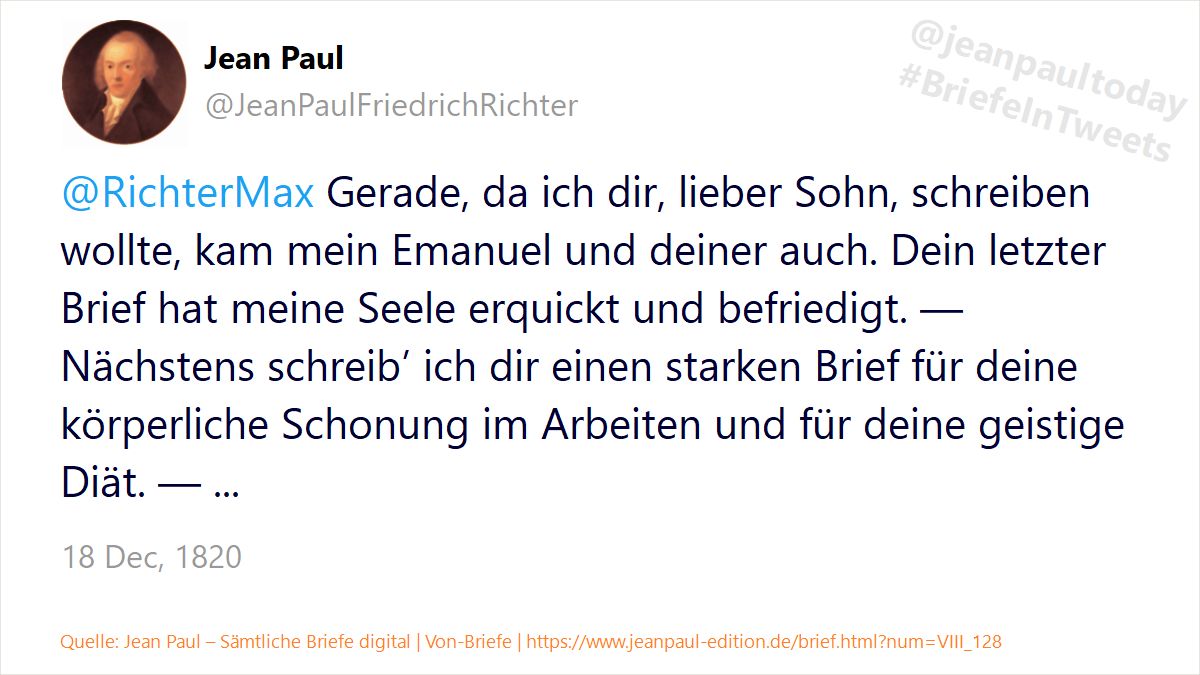 Jean Paul
@JeanPaulFriedrichRichter
@jeanpaultoday
#BriefeInTweets
@RichterMax Gerade, da ich dir, lieber Sohn, schreiben
wollte, kam mein Emanuel und deiner auch. Dein letzter
Brief hat meine Seele erquickt und befriedigt. —
Nächstens schreib’ ich dir einen starken Brief für deine
körperliche Schonung im Arbeiten und für deine geistige
Diät. — ...
18 Dec, 1820
Quelle: Jean Paul – Sämtliche Briefe digital | Von-Briefe | https://www.jeanpaul-edition.de/brief.html?num=VIII_128